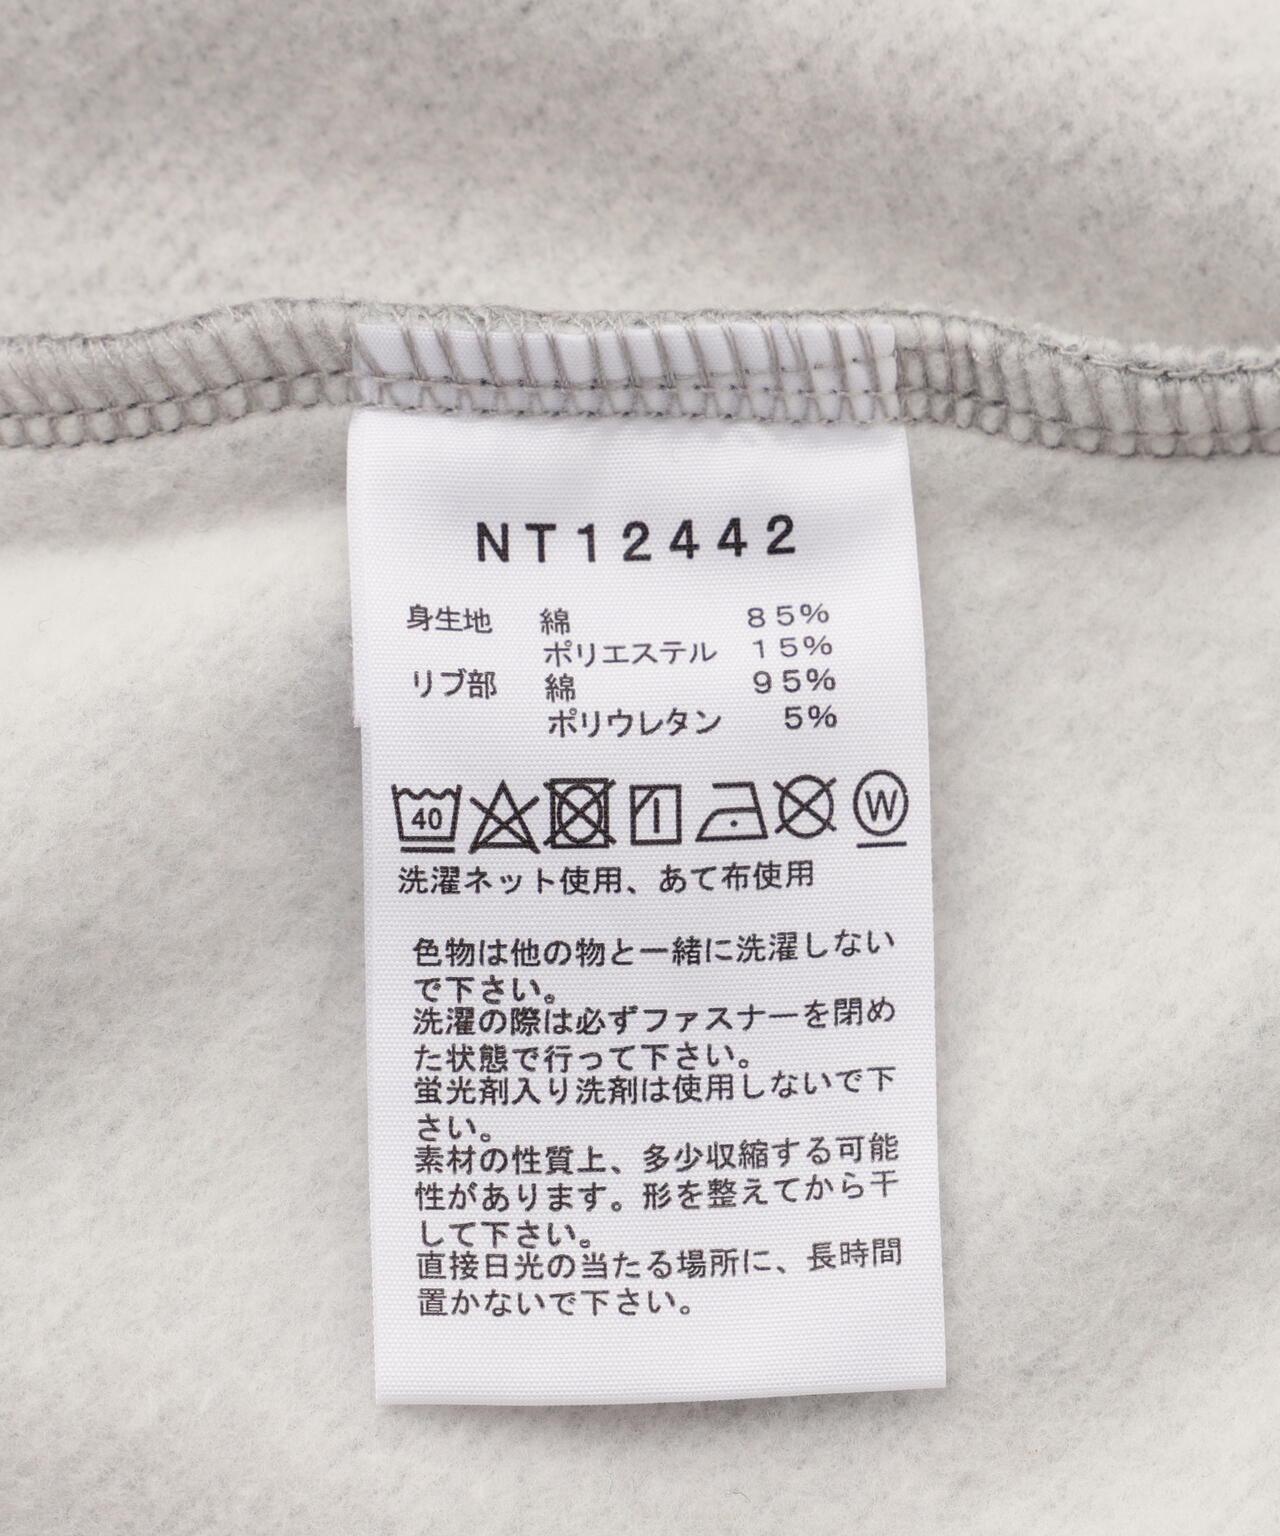 NT12442
身生地 綿 85%
ポリエステル 15%
リブ部 綿 95%
ポリウレタン 5%
40 W
洗濯ネット使用、あて布使用
色物は他の物と一緒に洗濯しない
で下さい。
洗濯の際は必ずファスナーを閉め
た状態で行って下さい。
蛍光剤入り洗剤は使用しないで下
さい。
素材の性質上、多少収縮する可能
性があります。形を整えてから干
して下さい。
直接日光の当たる場所に、長時間
置かないで下さい。